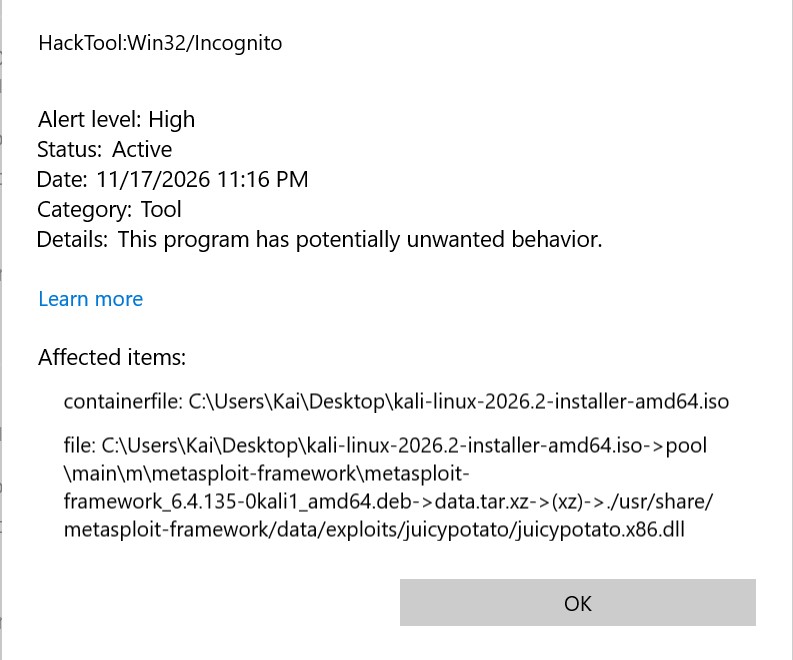 HackTool:Win32/Incognito
Alert level: High
Status: Active
Date: 11/17/2026 11:16 PM
Category: Tool
Details: This program has potentially unwanted behavior.
Learn more
Affected items:
containerfile: C:\Users\Kai\Desktop\kali-linux-2026.2-installer-amd64.iso
file: C:\Users\Kai\Desktop\kali-linux-2026.2-installer-amd64.iso->pool
\main\m\metasploit-framework\metasploit-
framework_6.4.135-0kali1_amd64.deb->data.tar.xz->(xz)->./usr/share/
metasploit-framework/data/exploits/juicypotato/juicypotato.x86.dll
OK